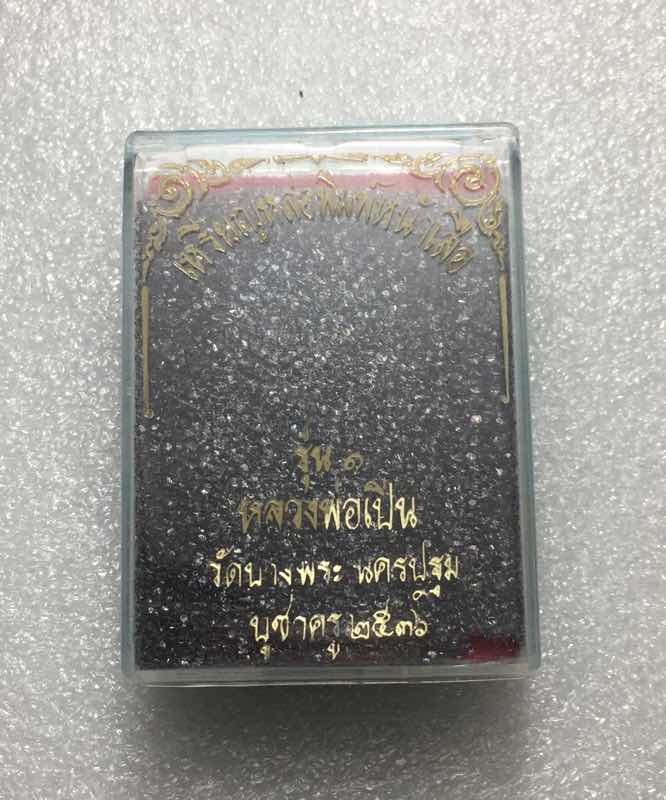 เหรียญหล่อพิมพ์หน้าเสือ
รุ่น ๑
หลวงพ่อเปิ่น
วัดบางพระ นครปฐม
บูชาครู ๒๕๓๖